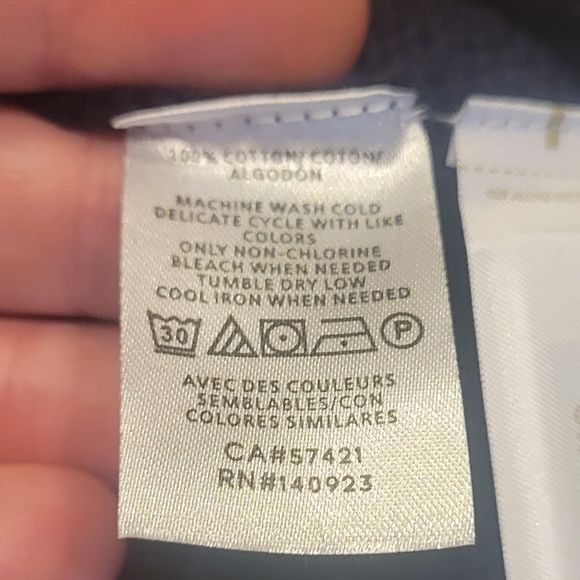 100% COTTON/COTON/
ALGODÓN
MACHINE WASH COLD
DELICATE CYCLE WITH LIKE
COLORS
ONLY NON-CHLORINE
BLEACH WHEN NEEDED
TUMBLE DRY LOW
COOL IRON WHEN NEEDED
30 P
AVEC DES COULEURS
SEMBLABLES/CON
COLORES SIMILARES
CA#57421
RN#140923